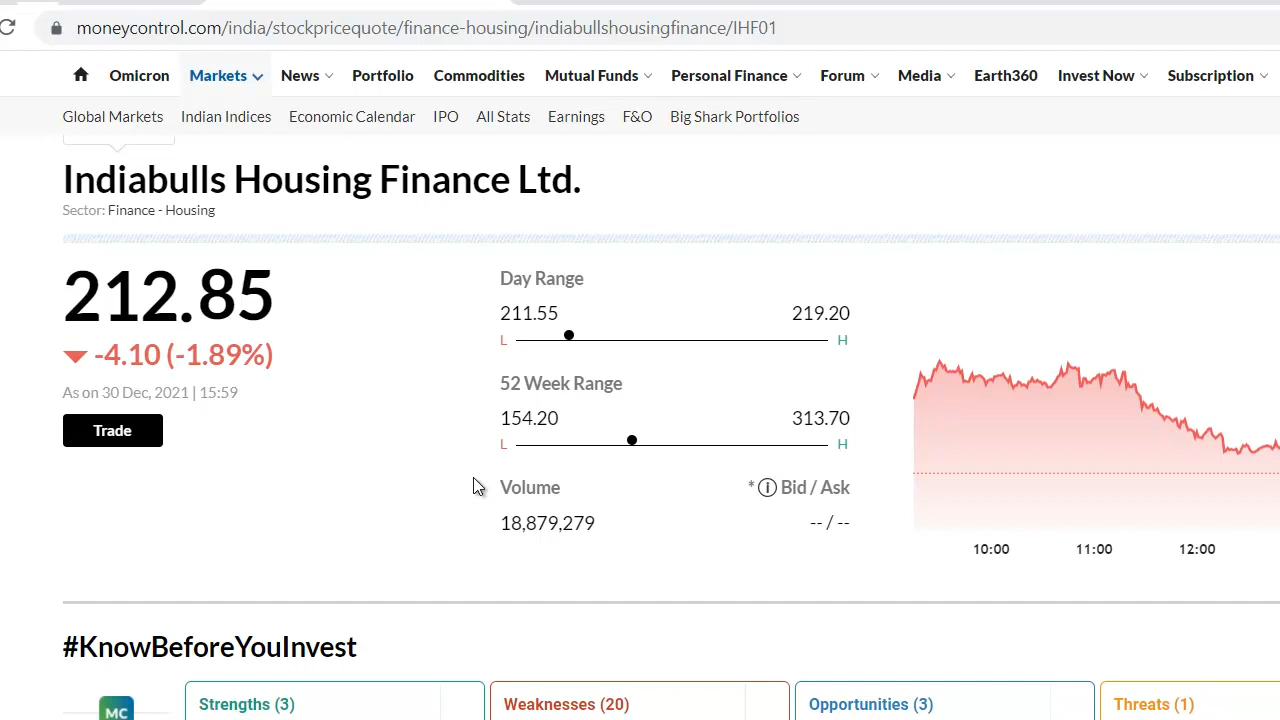 moneycontrol.com/india/stockpricequote/finance-housing/indiabullshousingfinance/IHF01
Omicron Markets News Portfolio Commodities Mutual Funds Personal Finance Forum Media Earth360 Invest Now Subscription
Global Markets Indian Indices Economic Calendar IPO All Stats Earnings F&O Big Shark Portfolios
Indiabulls Housing Finance Ltd.
Sector: Finance - Housing
212.85
-4.10 (-1.89%)
As on 30 Dec, 2021 | 15:59
Trade
Day Range
211.55 219.20
L H
52 Week Range
154.20 313.70
L H
Volume * i Bid / Ask
18,879,279 -- / --
10:00 11:00 12:00
#KnowBeforeYouInvest
MC
Strengths (3) Weaknesses (20) Opportunities (3) Threats (1)